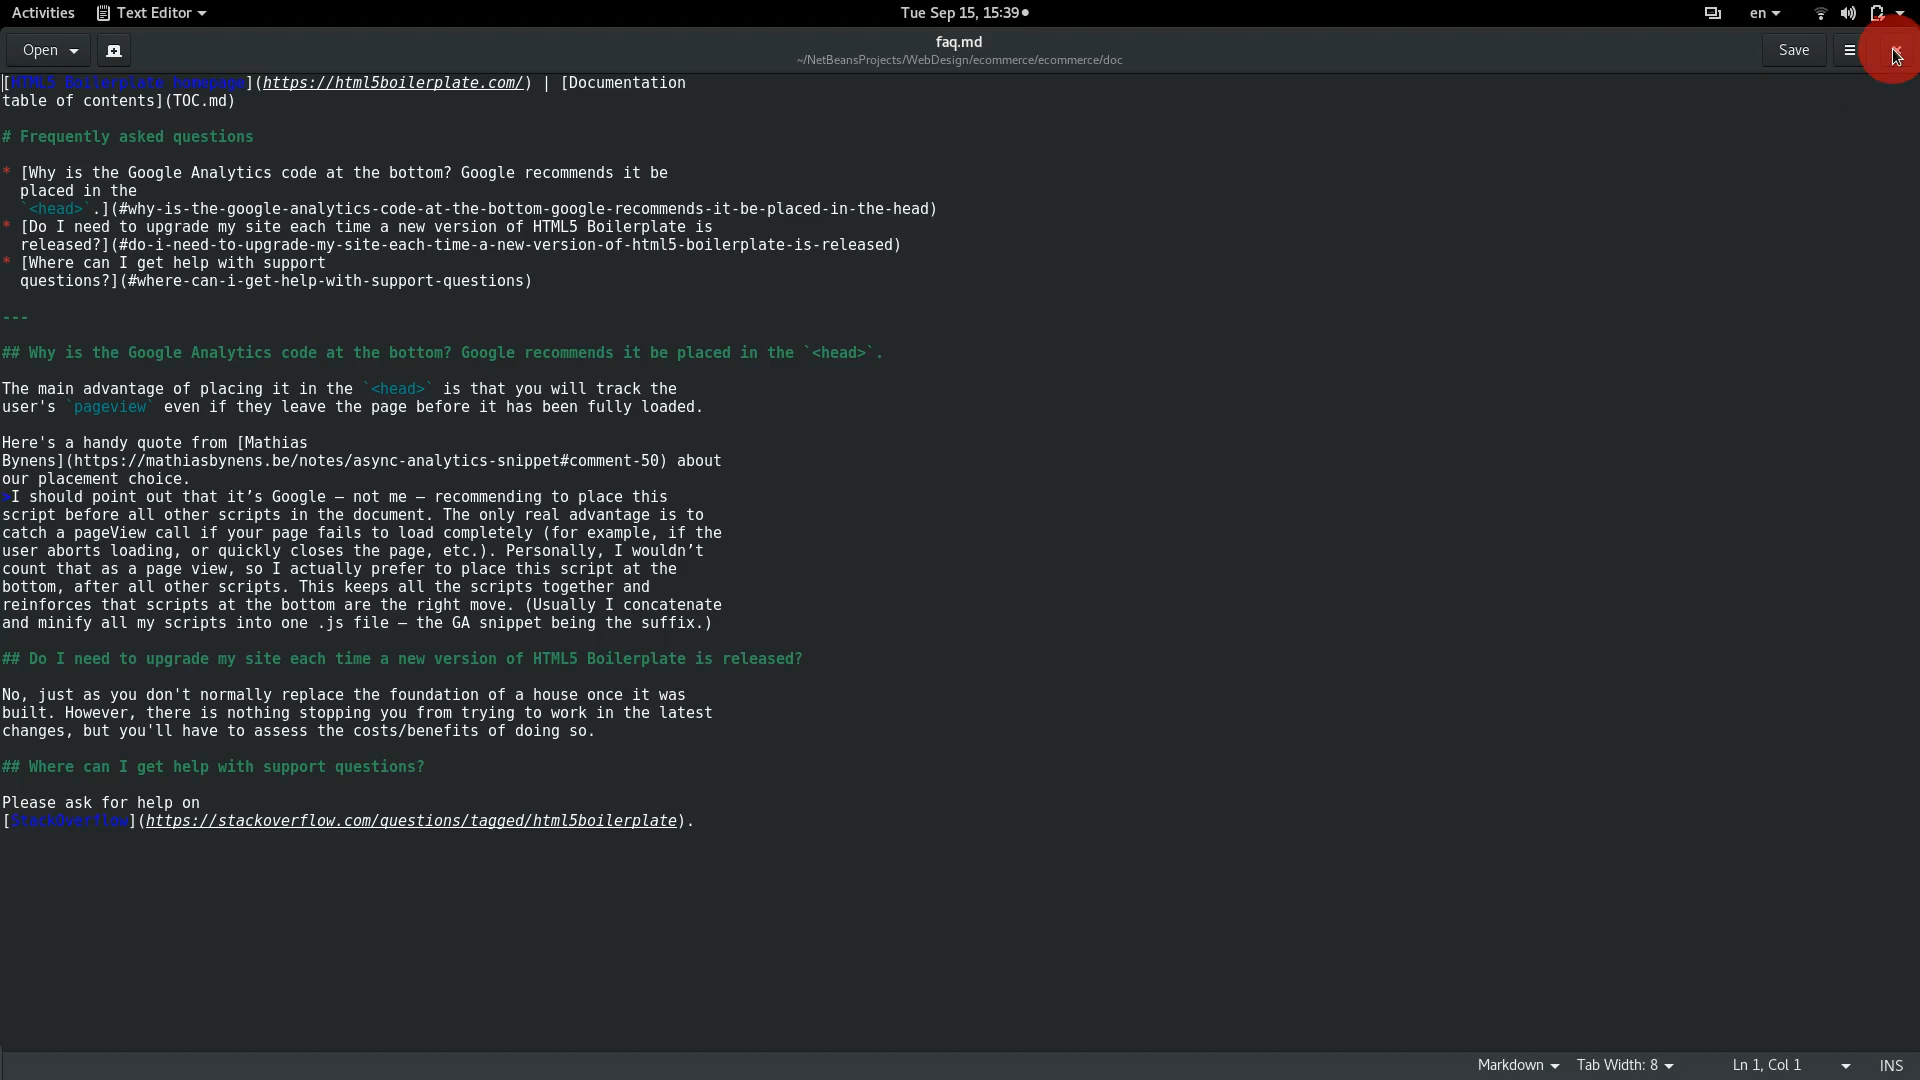 Activities Text Editor Tue Sep 15, 15:39 en
Open faq.md Save
~/NetBeansProjects/WebDesign/ecommerce/ecommerce/doc
[HTML5 Boilerplate homepage](https://html5boilerplate.com/) | [Documentation
table of contents](TOC.md)
# Frequently asked questions
* [Why is the Google Analytics code at the bottom? Google recommends it be
placed in the
`<head>`.](#why-is-the-google-analytics-code-at-the-bottom-google-recommends-it-be-placed-in-the-head)
* [Do I need to upgrade my site each time a new version of HTML5 Boilerplate is
released?](#do-i-need-to-upgrade-my-site-each-time-a-new-version-of-html5-boilerplate-is-released)
* [Where can I get help with support
questions?](#where-can-i-get-help-with-support-questions)
---
## Why is the Google Analytics code at the bottom? Google recommends it be placed in the `<head>`.
The main advantage of placing it in the `<head>` is that you will track the
user's `pageview` even if they leave the page before it has been fully loaded.
Here's a handy quote from [Mathias
Bynens](https://mathiasbynens.be/notes/async-analytics-snippet#comment-50) about
our placement choice.
>I should point out that it’s Google – not me – recommending to place this
script before all other scripts in the document. The only real advantage is to
catch a pageView call if your page fails to load completely (for example, if the
user aborts loading, or quickly closes the page, etc.). Personally, I wouldn’t
count that as a page view, so I actually prefer to place this script at the
bottom, after all other scripts. This keeps all the scripts together and
reinforces that scripts at the bottom are the right move. (Usually I concatenate
and minify all my scripts into one .js file – the GA snippet being the suffix.)
## Do I need to upgrade my site each time a new version of HTML5 Boilerplate is released?
No, just as you don't normally replace the foundation of a house once it was
built. However, there is nothing stopping you from trying to work in the latest
changes, but you'll have to assess the costs/benefits of doing so.
## Where can I get help with support questions?
Please ask for help on
[StackOverflow](https://stackoverflow.com/questions/tagged/html5boilerplate).
Markdown Tab Width: 8 Ln 1, Col 1 INS